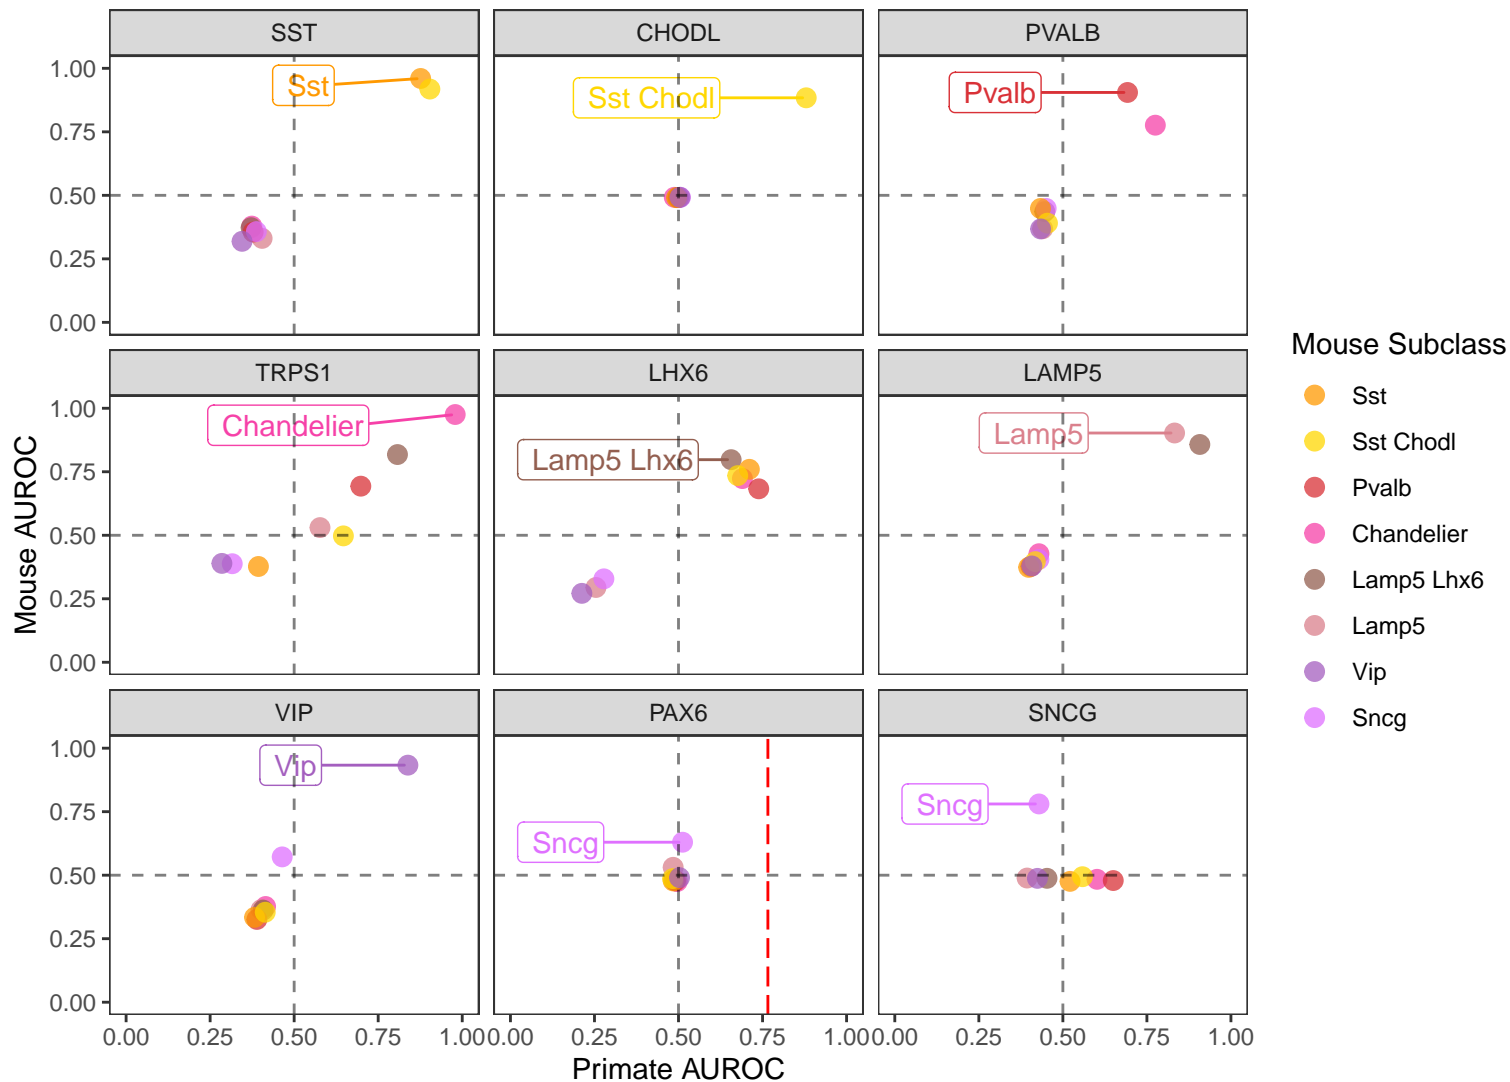 SST
CHODL
PVALB
1.00
0.75
0.50
0.25
0.00
Sst
Sst Chodl
Pvalb
TRPS1
LHX6
LAMP5
1.00
0.75
0.50
0.25
0.00
Chandelier
Lamp5 Lhx6
Lamp5
VIP
PAX6
SNCG
1.00
0.75
0.50
0.25
0.00
Vip
Sncg
Sncg
0.00 0.25 0.50 0.75 1.00
0.00 0.25 0.50 0.75 1.00
0.00 0.25 0.50 0.75 1.00
Primate AUROC
Mouse AUROC
Mouse Subclass
Sst
Sst Chodl
Pvalb
Chandelier
Lamp5 Lhx6
Lamp5
Vip
Sncg